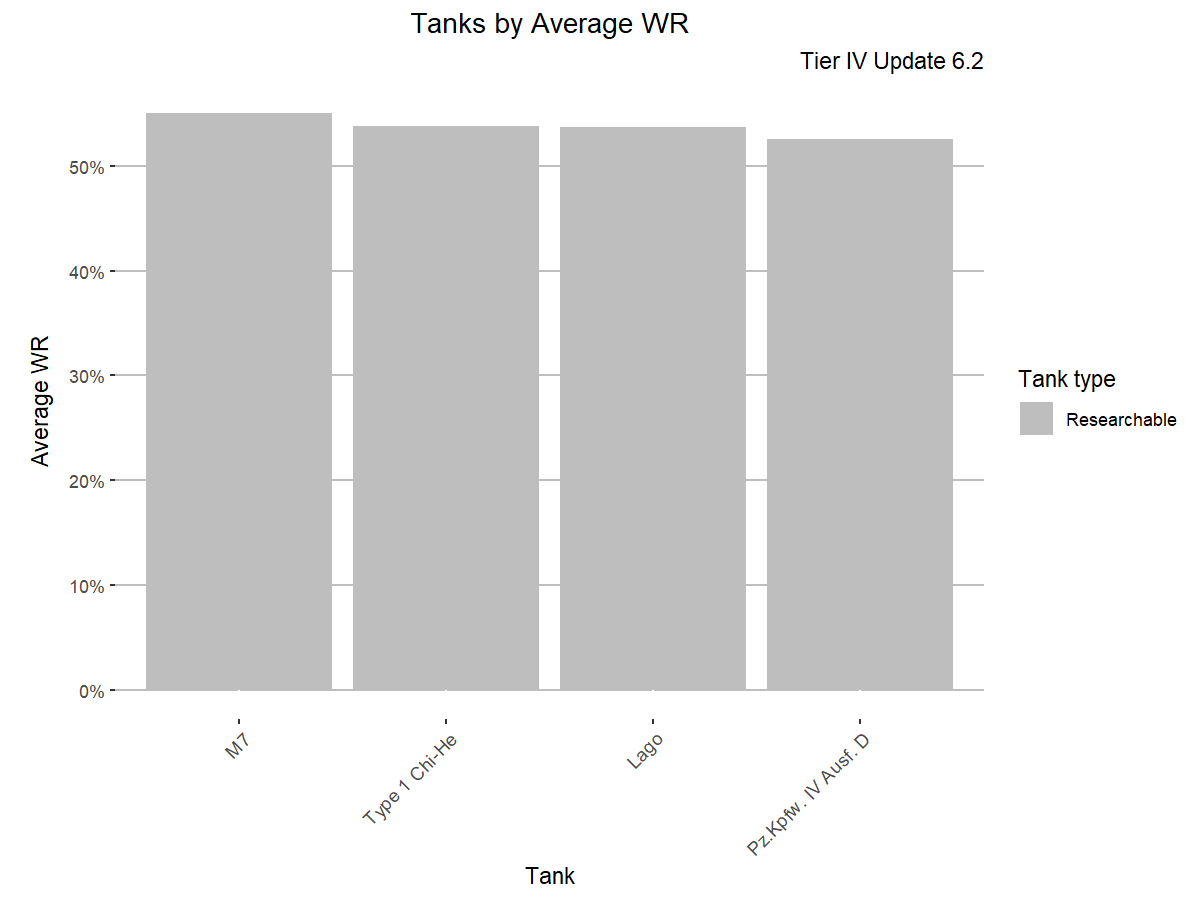 Tanks by Average WR
Tier IV Update 6.2
Average WR
50%
40%
30%
20%
10%
0%
M7
Type 1 Chi-He
Lago
Pz.Kpfw. IV Ausf. D
Tank
Tank type
Researchable